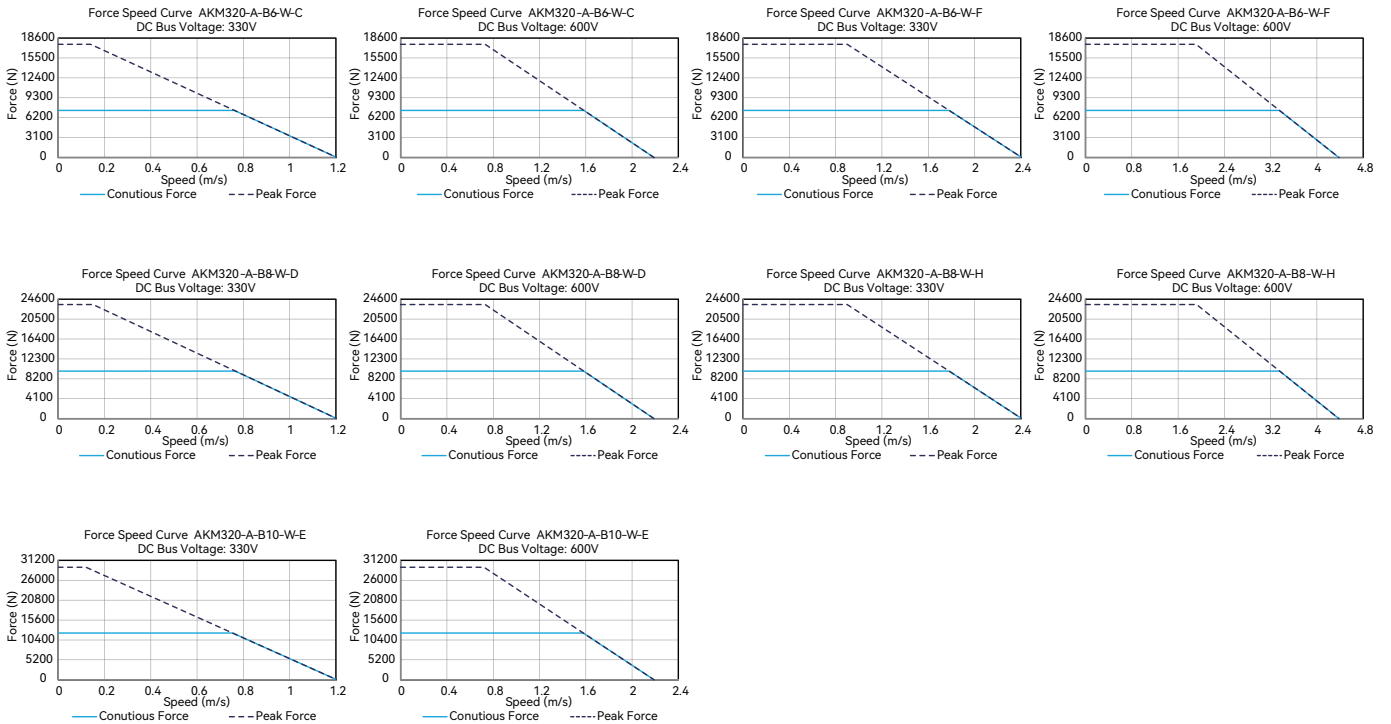 Force Speed Curve AKM320-A-B6-W-C
DC Bus Voltage: 330V
18600
15500
12400
9300
6200
3100
0
Force (N)
0 0.2 0.4 0.6 0.8 1 1.2
Speed (m/s)
Conutious Force Peak Force
Force Speed Curve AKM320-A-B6-W-C
DC Bus Voltage: 600V
18600
15500
12400
9300
6200
3100
0
Force (N)
0 0.4 0.8 1.2 1.6 2 2.4
Speed (m/s)
Conutious Force Peak Force
Force Speed Curve AKM320-A-B6-W-F
DC Bus Voltage: 330V
18600
15500
12400
9300
6200
3100
0
Force (N)
0 0.4 0.8 1.2 1.6 2 2.4
Speed (m/s)
Conutious Force Peak Force
Force Speed Curve AKM320-A-B6-W-F
DC Bus Voltage: 600V
18600
15500
12400
9300
6200
3100
0
Force (N)
0 0.8 1.6 2.4 3.2 4 4.8
Speed (m/s)
Conutious Force Peak Force
Force Speed Curve AKM320-A-B8-W-D
DC Bus Voltage: 330V
24600
20500
16400
12300
8200
4100
0
Force (N)
0 0.2 0.4 0.6 0.8 1 1.2
Speed (m/s)
Conutious Force Peak Force
Force Speed Curve AKM320-A-B8-W-D
DC Bus Voltage: 600V
24600
20500
16400
12300
8200
4100
0
Force (N)
0 0.4 0.8 1.2 1.6 2 2.4
Speed (m/s)
Conutious Force Peak Force
Force Speed Curve AKM320-A-B8-W-H
DC Bus Voltage: 330V
24600
20500
16400
12300
8200
4100
0
Force (N)
0 0.4 0.8 1.2 1.6 2 2.4
Speed (m/s)
Conutious Force Peak Force
Force Speed Curve AKM320-A-B8-W-H
DC Bus Voltage: 600V
24600
20500
16400
12300
8200
4100
0
Force (N)
0 0.8 1.6 2.4 3.2 4 4.8
Speed (m/s)
Conutious Force Peak Force
Force Speed Curve AKM320-A-B10-W-E
DC Bus Voltage: 330V
31200
26000
20800
15600
10400
5200
0
Force (N)
0 0.2 0.4 0.6 0.8 1 1.2
Speed (m/s)
Conutious Force Peak Force
Force Speed Curve AKM320-A-B10-W-E
DC Bus Voltage: 600V
31200
26000
20800
15600
10400
5200
0
Force (N)
0 0.4 0.8 1.2 1.6 2 2.4
Speed (m/s)
Conutious Force Peak Force